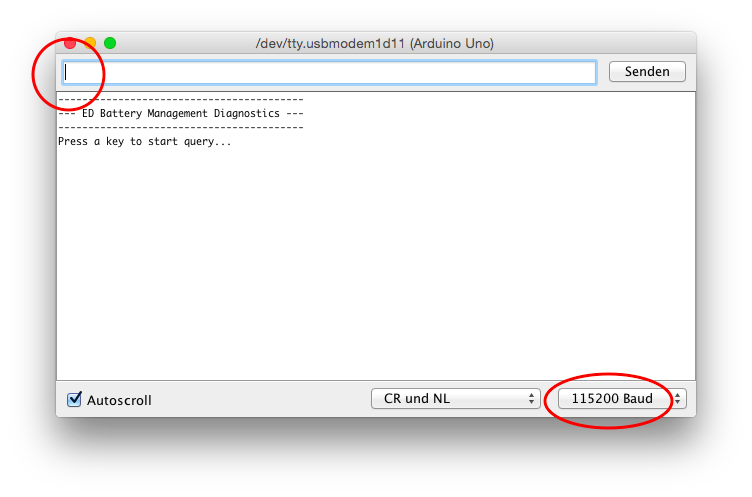 /dev/tty.usbmodem1d11 (Arduino Uno)
Senden
-----------------------------------------
--- ED Battery Management Diagnostics ---
-----------------------------------------
Press a key to start query...
Autoscroll
CR und NL
115200 Baud